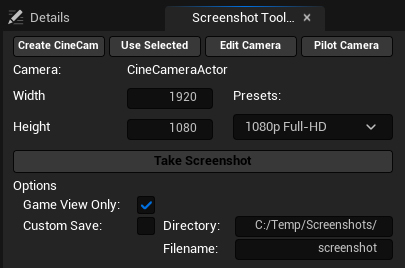 Details
Screenshot Tool...
Create CineCam Use Selected Edit Camera Pilot Camera
Camera: CineCameraActor
Width 1920 Presets:
Height 1080 1080p Full-HD
Take Screenshot
Options
Game View Only:
Custom Save: Directory: C:/Temp/Screenshots/
Filename: screenshot